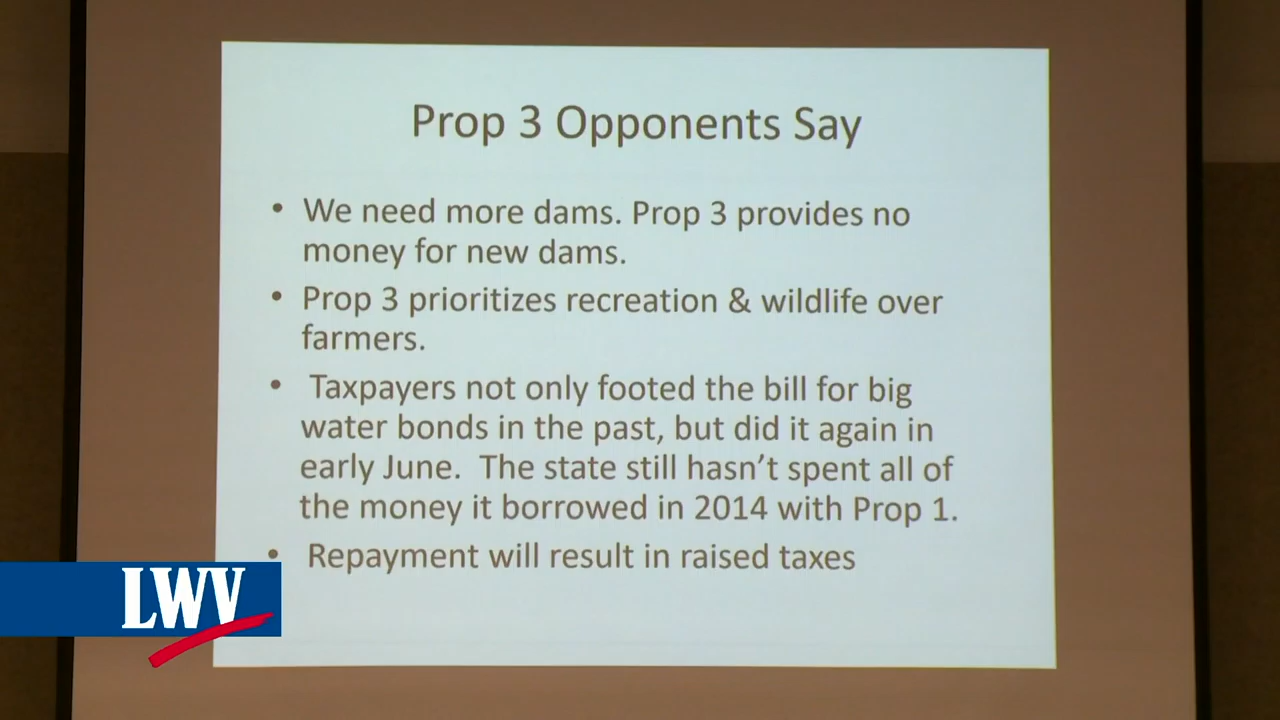 Prop 3 Opponents Say
• We need more dams. Prop 3 provides no
money for new dams.
• Prop 3 prioritizes recreation & wildlife over
farmers.
• Taxpayers not only footed the bill for big
water bonds in the past, but did it again in
early June. The state still hasn’t spent all of
the money it borrowed in 2014 with Prop 1.
• Repayment will result in raised taxes
LWV